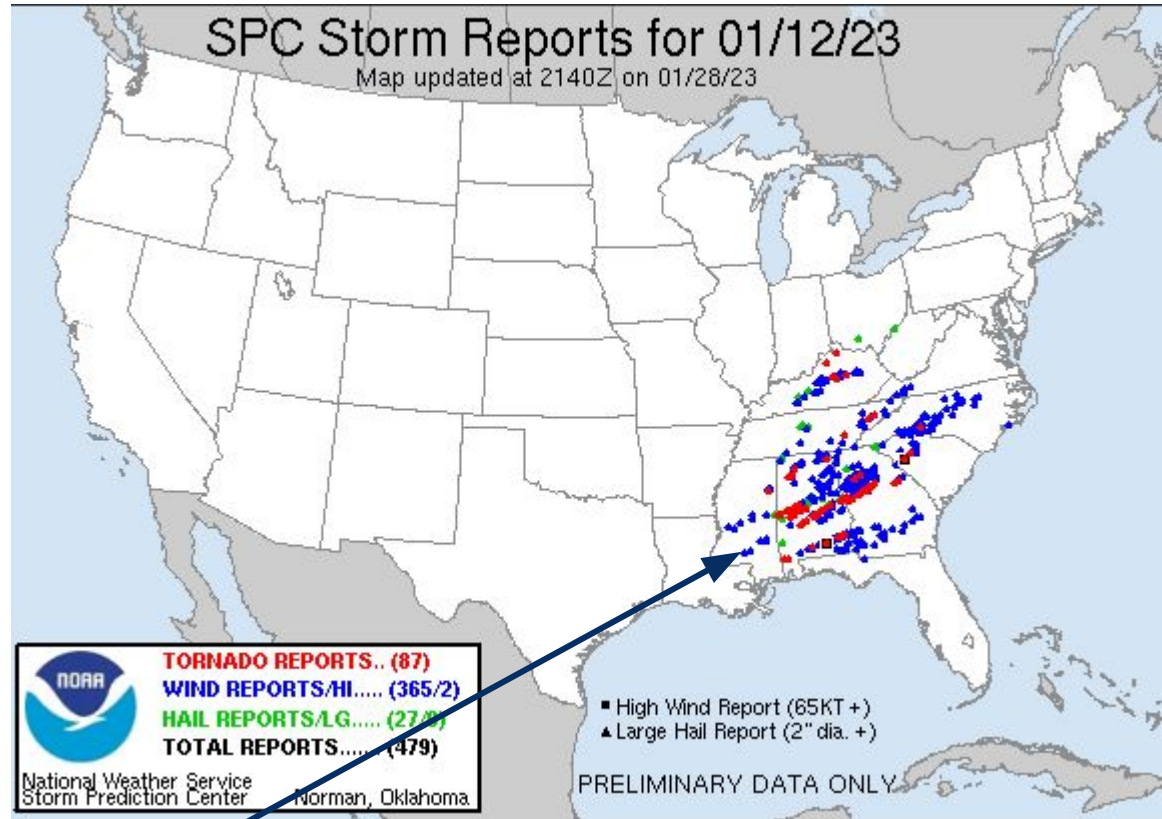 SPC Storm Reports for 01/12/23
Map updated at 2140Z on 01/28/23
NOAA
TORNADO REPORTS.. (87)
WIND REPORTS/HI..... (365/2)
HAIL REPORTS/LG..... (27/0)
TOTAL REPORTS....... (479)
National Weather Service
Storm Prediction Center Norman, Oklahoma
■ High Wind Report (65KT +)
▲ Large Hail Report (2" dia. +)
PRELIMINARY DATA ONLY